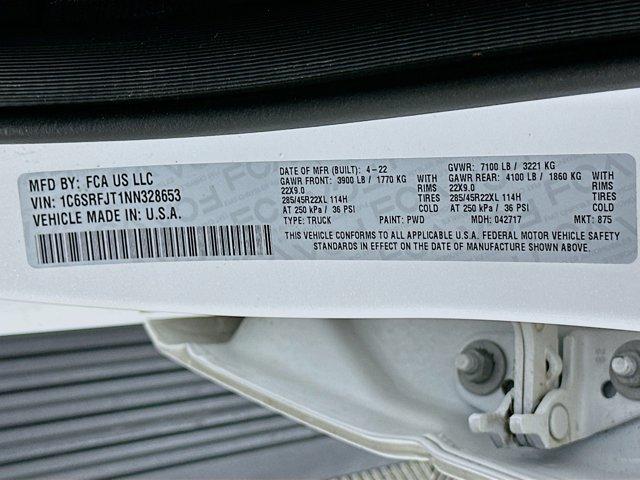 MFD BY: FCA US LLC
VIN: 1C6SRFJT1NN328653
VEHICLE MADE IN: U.S.A.
DATE OF MFR (BUILT): 4-22 GVWR: 7100 LB / 3221 KG
GAWR FRONT: 3900 LB / 1770 KG WITH GAWR REAR: 4100 LB / 1860 KG WITH
22X9.0 RIMS 22X9.0 RIMS
285/45R22XL 114H TIRES 285/45R22XL 114H TIRES
AT 250 kPa / 36 PSI COLD AT 250 kPa / 36 PSI COLD
TYPE: TRUCK PAINT: PWD MDH: 042717 MKT: 875
THIS VEHICLE CONFORMS TO ALL APPLICABLE U.S.A. FEDERAL MOTOR VEHICLE SAFETY
STANDARDS IN EFFECT ON THE DATE OF MANUFACTURE SHOWN ABOVE.